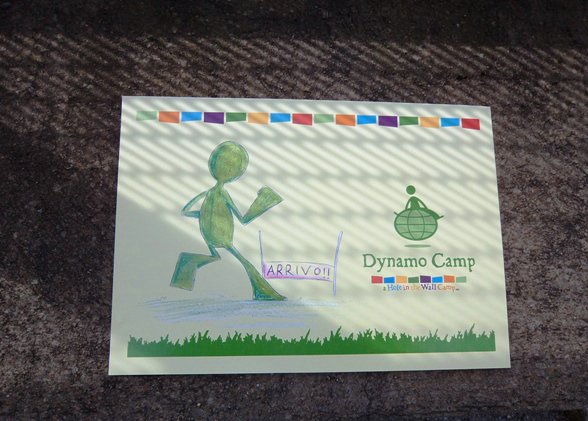 ARRIVO!!
Dynamo Camp
a Hole in the Wall Camp